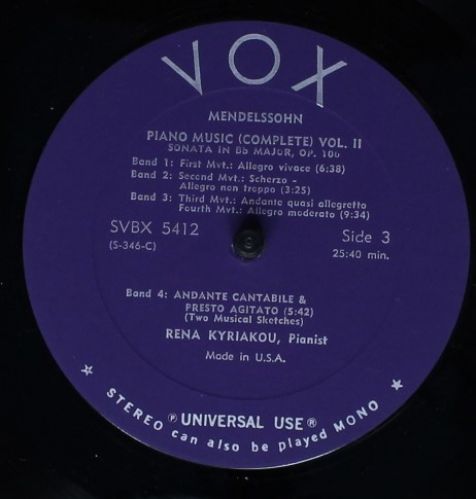 VOX
MENDELSSOHN
PIANO MUSIC (COMPLETE) VOL. II
SONATA IN Bb MAJOR, OP. 106
Band 1: First Mvt.: Allegro vivace (6:38)
Band 2: Second Mvt.: Scherzo -
Allegro non troppo (3:25)
Band 3: Third Mvt.: Andante quasi allegretto
Fourth Mvt.: Allegro moderato (9:34)
SVBX 5412
Side 3
(S-346-C)
25:40 min.
Band 4: ANDANTE CANTABILE &
PRESTO AGITATO (5:42)
(Two Musical Sketches)
RENA KYRIAKOU, Pianist
Made in U.S.A.
℗ UNIVERSAL USE ®
★ STEREO can also be played MONO ★